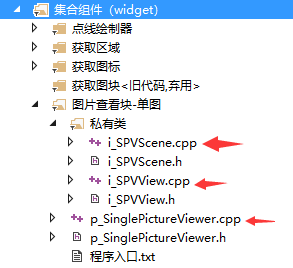 集合组件（widget）
点线绘制器
获取区域
获取图标
获取图块<旧代码,弃用>
图片查看块-单图
私有类
i_SPVScene.cpp
i_SPVScene.h
i_SPVView.cpp
i_SPVView.h
p_SinglePictureViewer.cpp
p_SinglePictureViewer.h
程序入口.txt